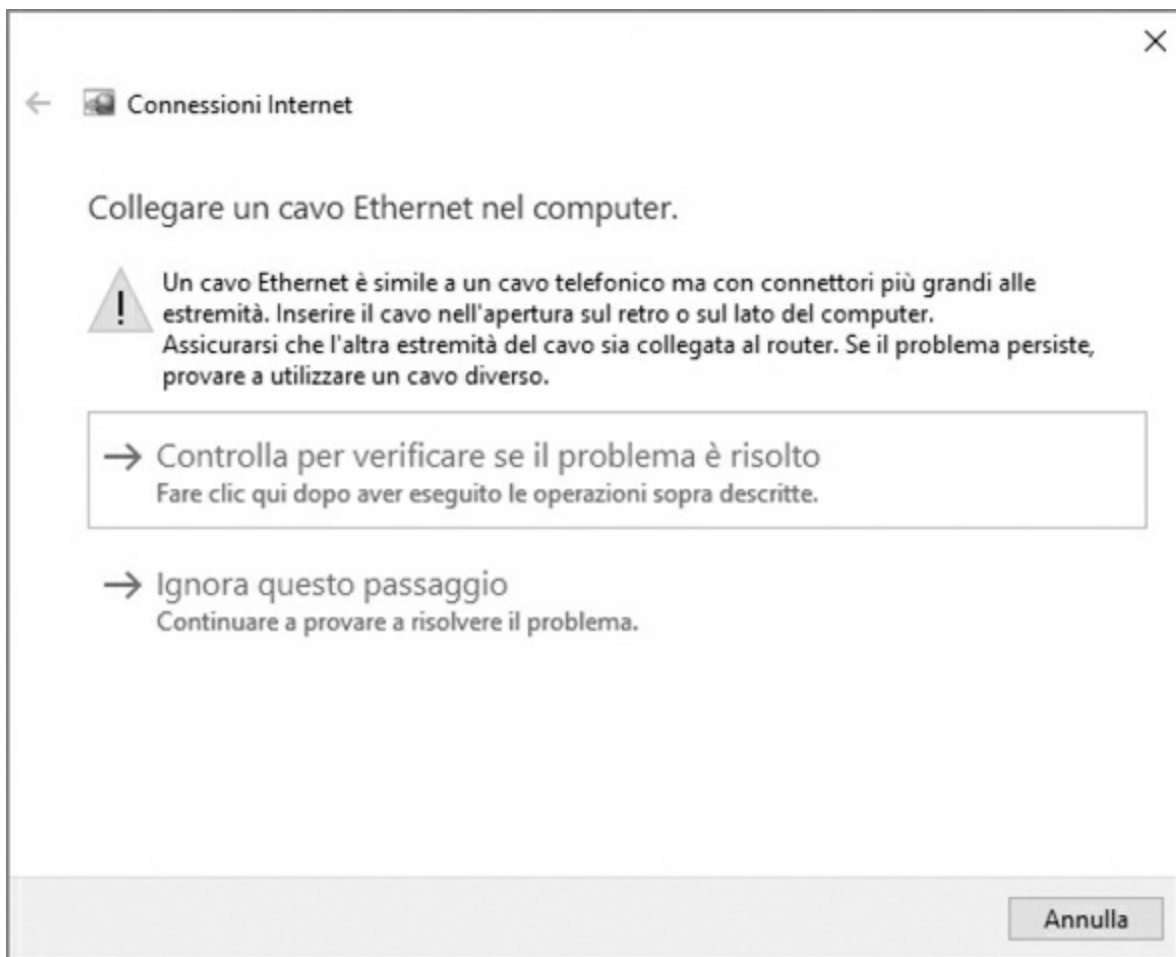 Connessioni Internet
Collegare un cavo Ethernet nel computer.
Un cavo Ethernet è simile a un cavo telefonico ma con connettori più grandi alle
estremità. Inserire il cavo nell'apertura sul retro o sul lato del computer.
Assicurarsi che l'altra estremità del cavo sia collegata al router. Se il problema persiste,
provare a utilizzare un cavo diverso.
Controlla per verificare se il problema è risolto
Fare clic qui dopo aver eseguito le operazioni sopra descritte.
Ignora questo passaggio
Continuare a provare a risolvere il problema.
Annulla